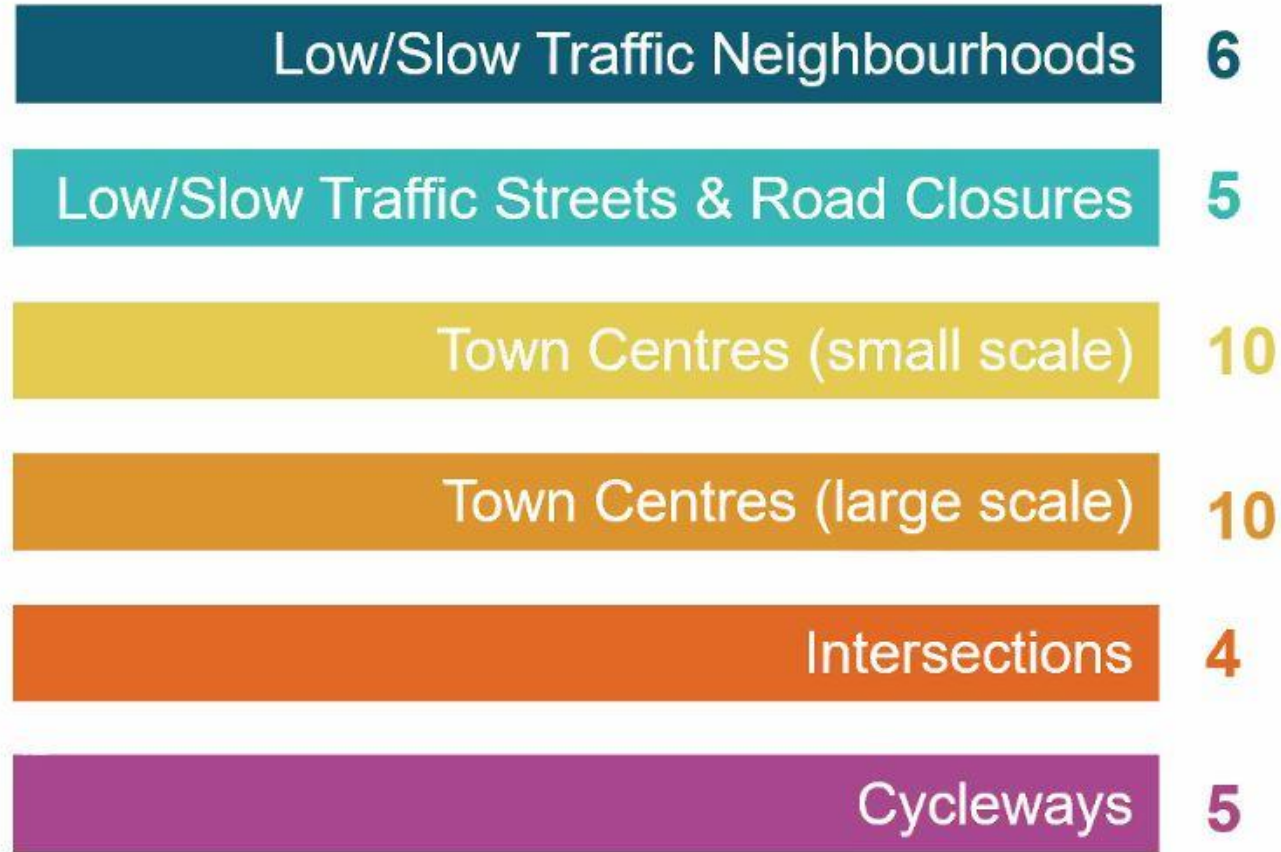 Low/Slow Traffic Neighbourhoods 6
Low/Slow Traffic Streets & Road Closures 5
Town Centres (small scale) 10
Town Centres (large scale) 10
Intersections 4
Cycleways 5